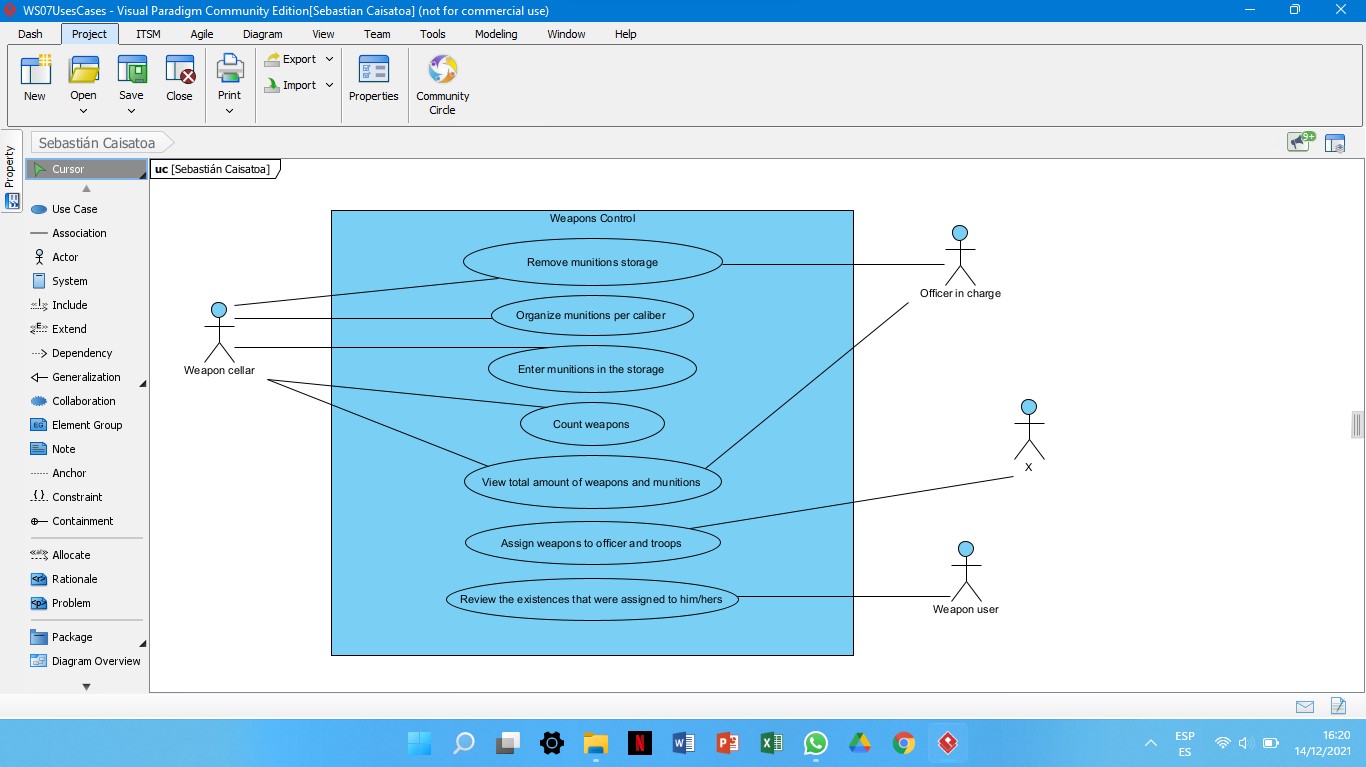 WS07UsesCases - Visual Paradigm Community Edition[Sebastian Caisatoa] (not for commercial use)
Dash Project ITSM Agile Diagram View Team Tools Modeling Window Help
New Open Save Close Print Export Import Properties Community Circle
Property
Sebastián Caisatoa
9+
Cursor
Use Case
Association
Actor
System
Include
Extend
Dependency
Generalization
Collaboration
EG Element Group
Note
Anchor
Constraint
Containment
Allocate
Rationale
Problem
Package
Diagram Overview
uc [Sebastián Caisatoa]
Weapons Control
Remove munitions storage
Organize munitions per caliber
Enter munitions in the storage
Count weapons
View total amount of weapons and munitions
Assign weapons to officer and troops
Review the existences that were assigned to him/hers
Weapon cellar
Officer in charge
X
Weapon user
ESP
ES
16:20
14/12/2021